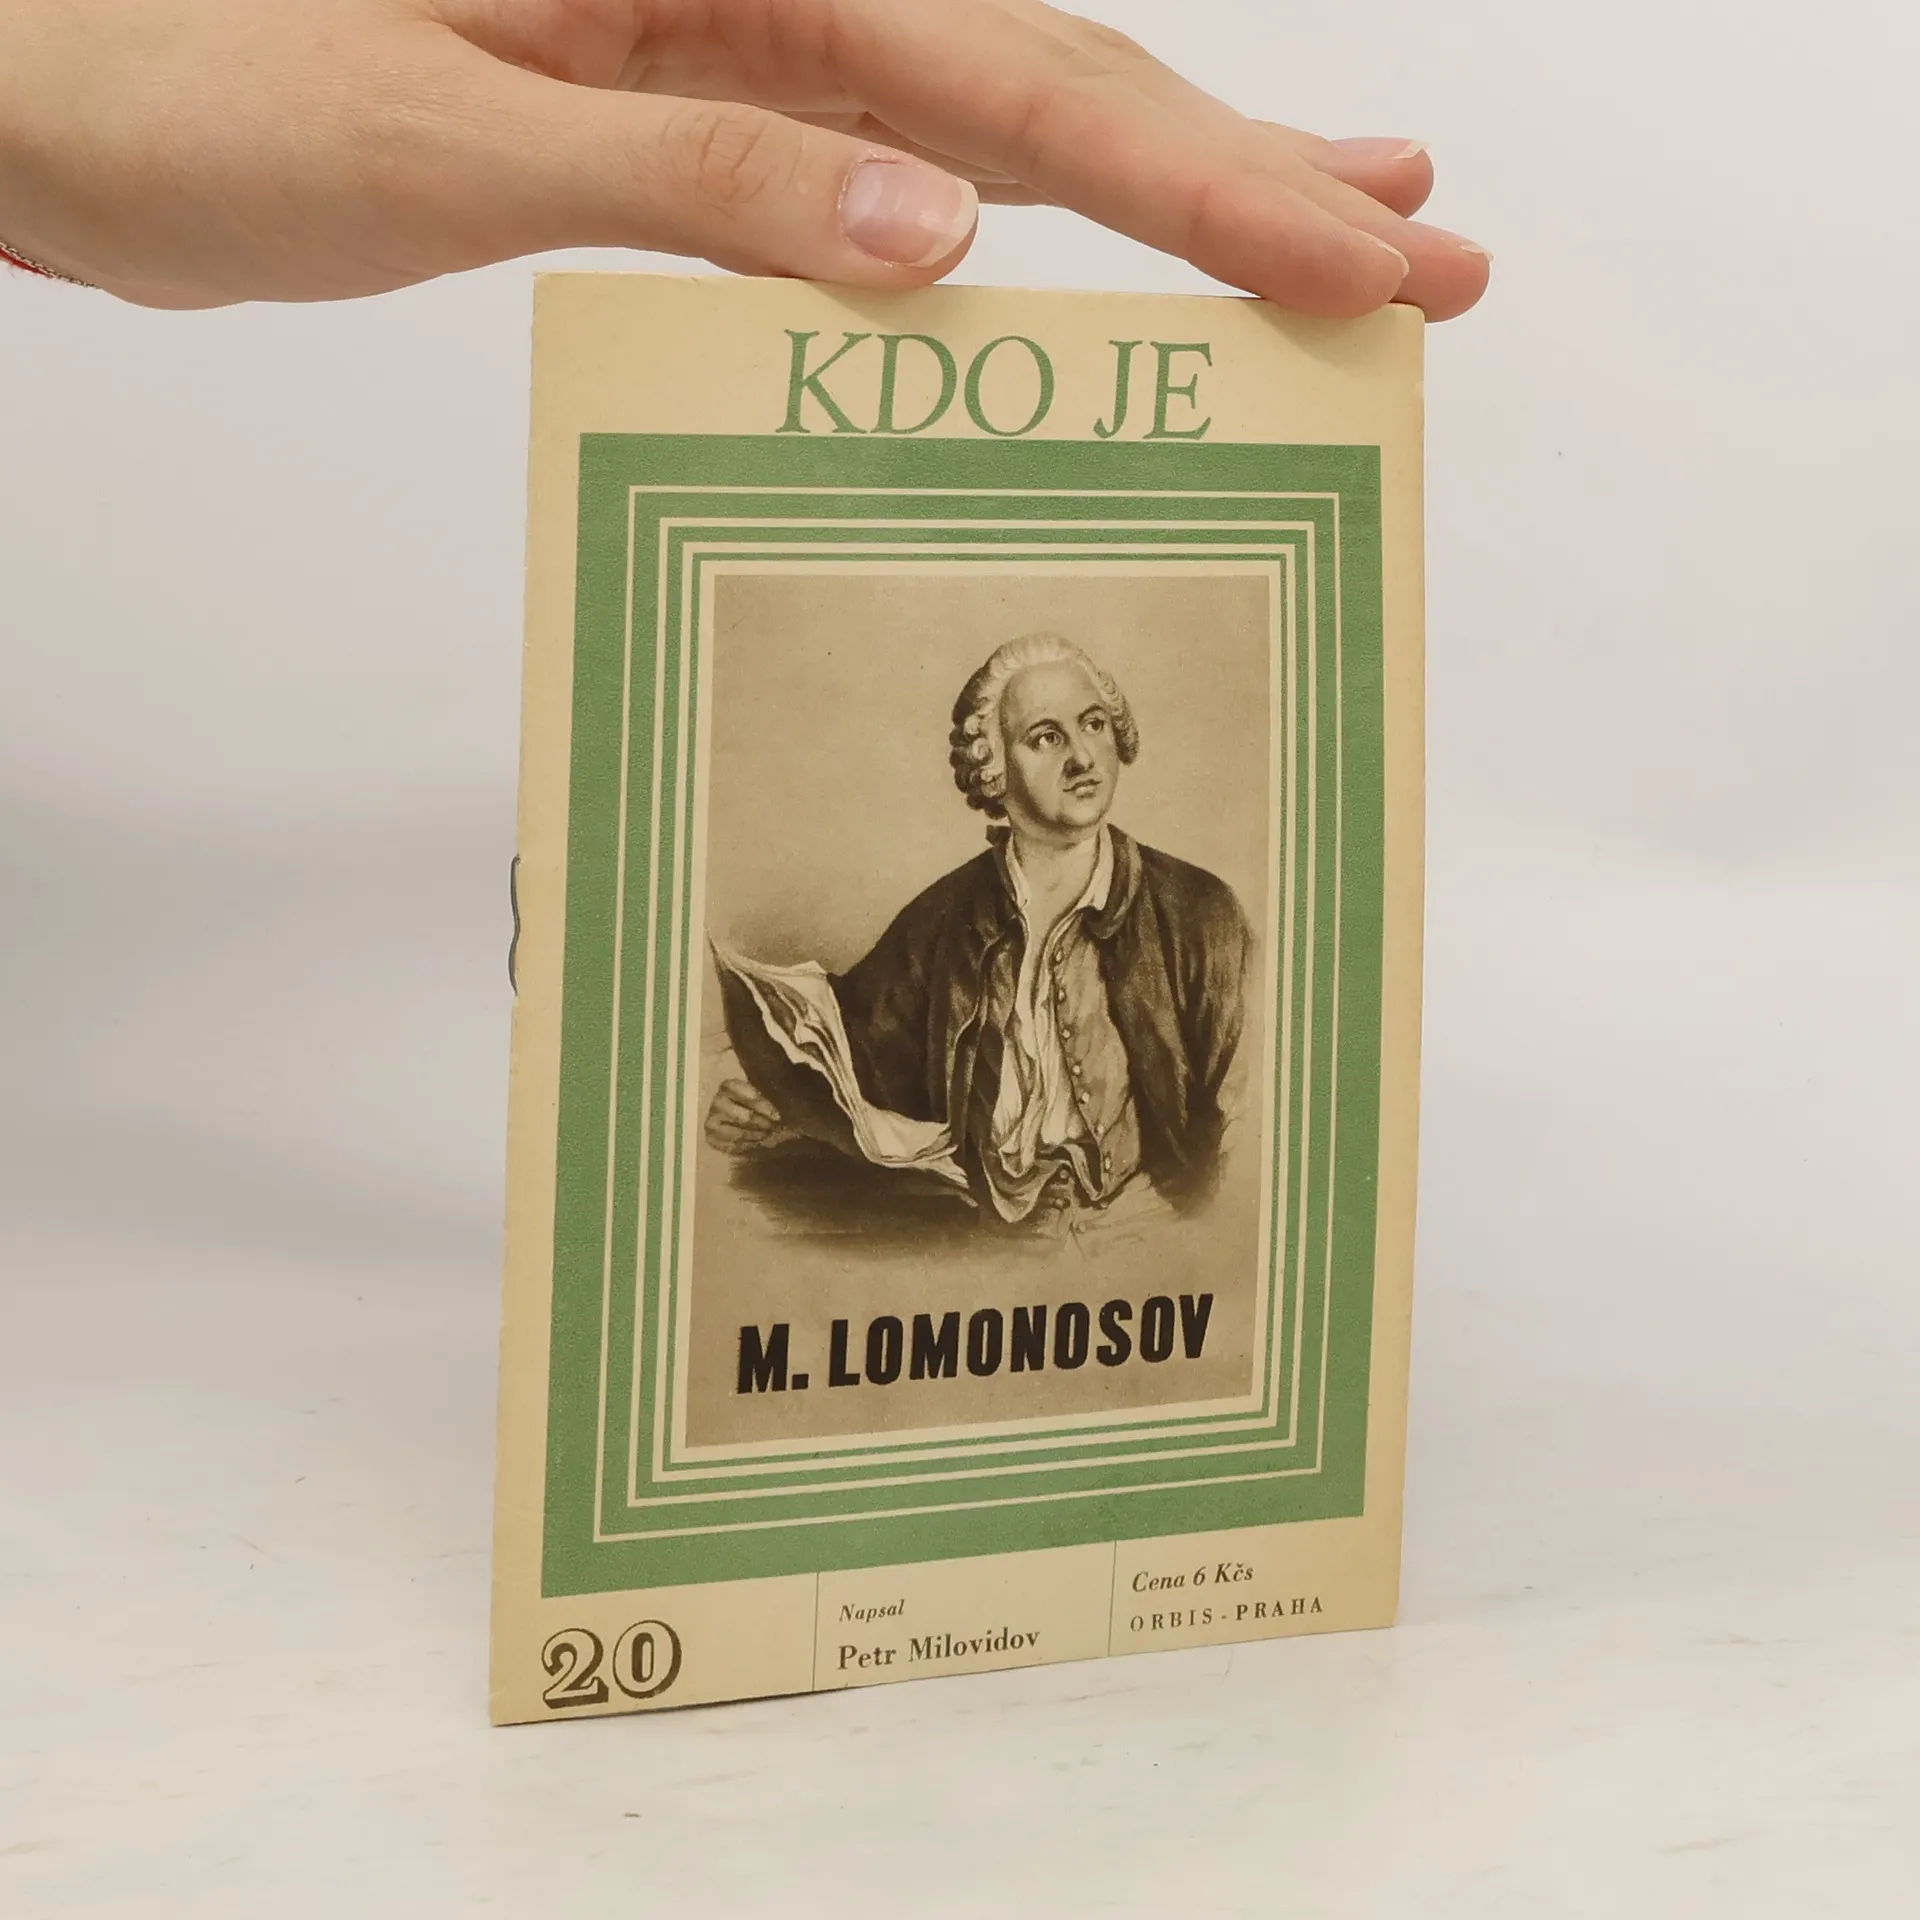 KDO JE
M. LOMONOSOV
20
Napsal
Petr Milovidov
Cena 6 Kčs
ORBIS - PRAHA